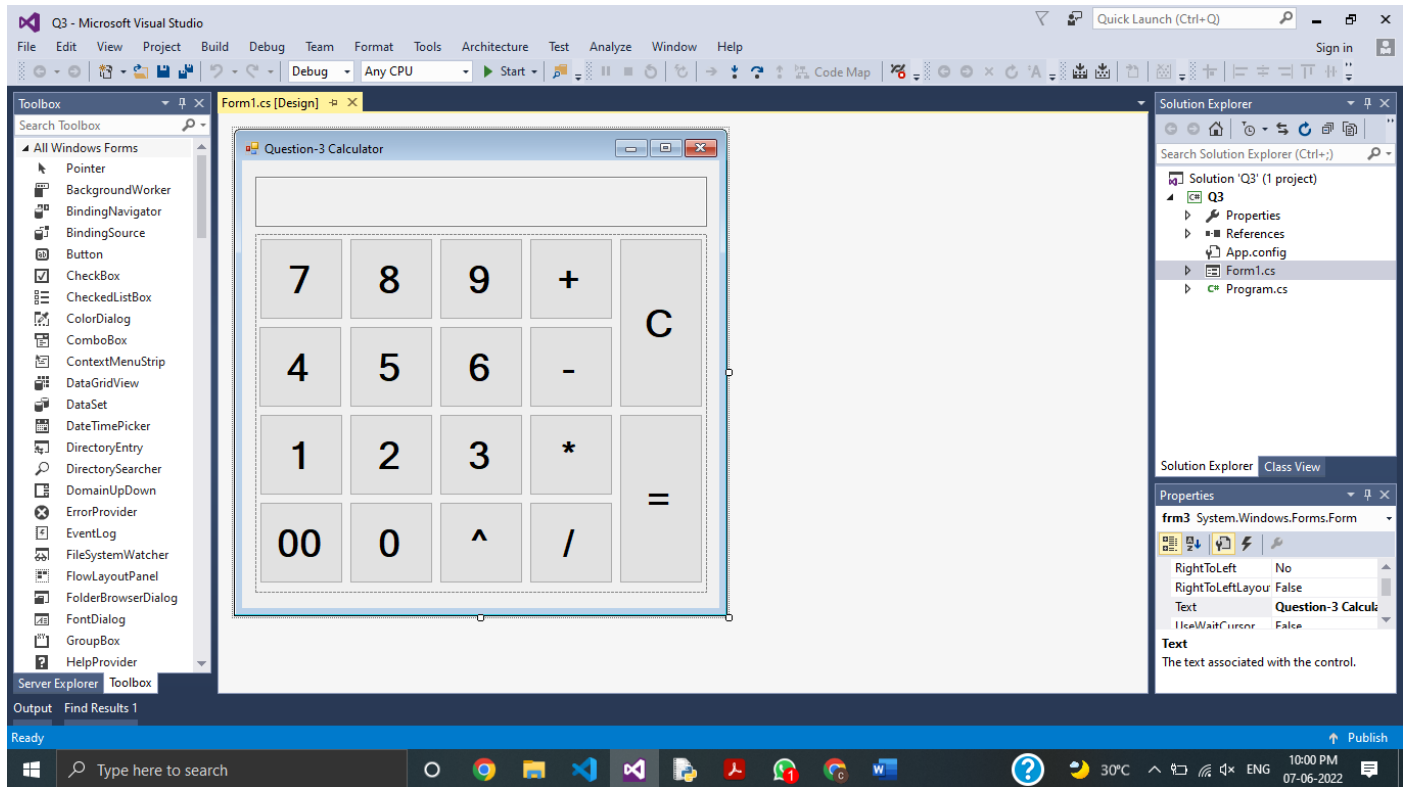 Q3 - Microsoft Visual Studio
Quick Launch (Ctrl+Q)
File Edit View Project Build Debug Team Format Tools Architecture Test Analyze Window Help
Sign in
Debug Any CPU Start Code Map
Toolbox
Search Toolbox
All Windows Forms
Pointer
BackgroundWorker
BindingNavigator
BindingSource
Button
CheckBox
CheckedListBox
ColorDialog
ComboBox
ContextMenuStrip
DataGridView
DataSet
DateTimePicker
DirectoryEntry
DirectorySearcher
DomainUpDown
ErrorProvider
EventLog
FileSystemWatcher
FlowLayoutPanel
FolderBrowserDialog
FontDialog
GroupBox
HelpProvider
Server Explorer Toolbox
Form1.cs [Design]
Question-3 Calculator
7 8 9 +
C
4 5 6 -
1 2 3 *
=
00 0 ^ /
Solution Explorer
Search Solution Explorer (Ctrl+;)
Solution 'Q3' (1 project)
C# Q3
Properties
References
App.config
Form1.cs
C# Program.cs
Solution Explorer Class View
Properties
frm3 System.Windows.Forms.Form
RightToLeft No
RightToLeftLayou False
Text Question-3 Calcula
UseWaitCursor False
Text
The text associated with the control.
Output Find Results 1
Ready
Publish
Type here to search
30°C ENG
10:00 PM
07-06-2022